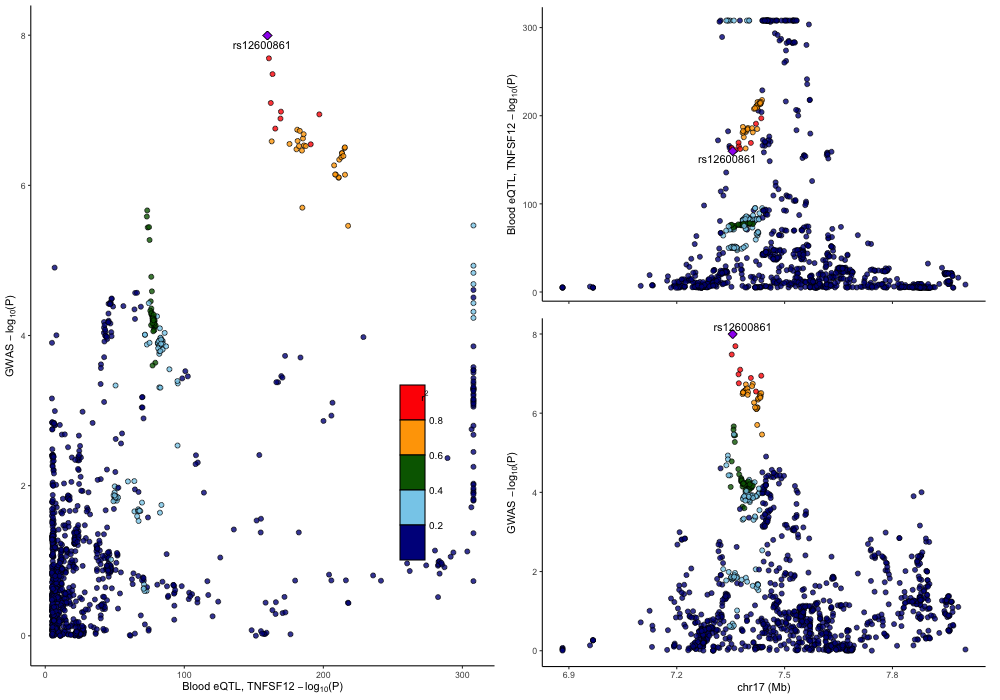 GWAS −log10(P)
8
6
4
2
0
0
100
200
300
Blood eQTL, TNFSF12 −log10(P)
rs12600861
r²
0.8
0.6
0.4
0.2
Blood eQTL, TNFSF12 −log10(P)
300
200
100
0
rs12600861
GWAS −log10(P)
8
6
4
2
0
rs12600861
6.9
7.2
7.5
7.8
chr17 (Mb)